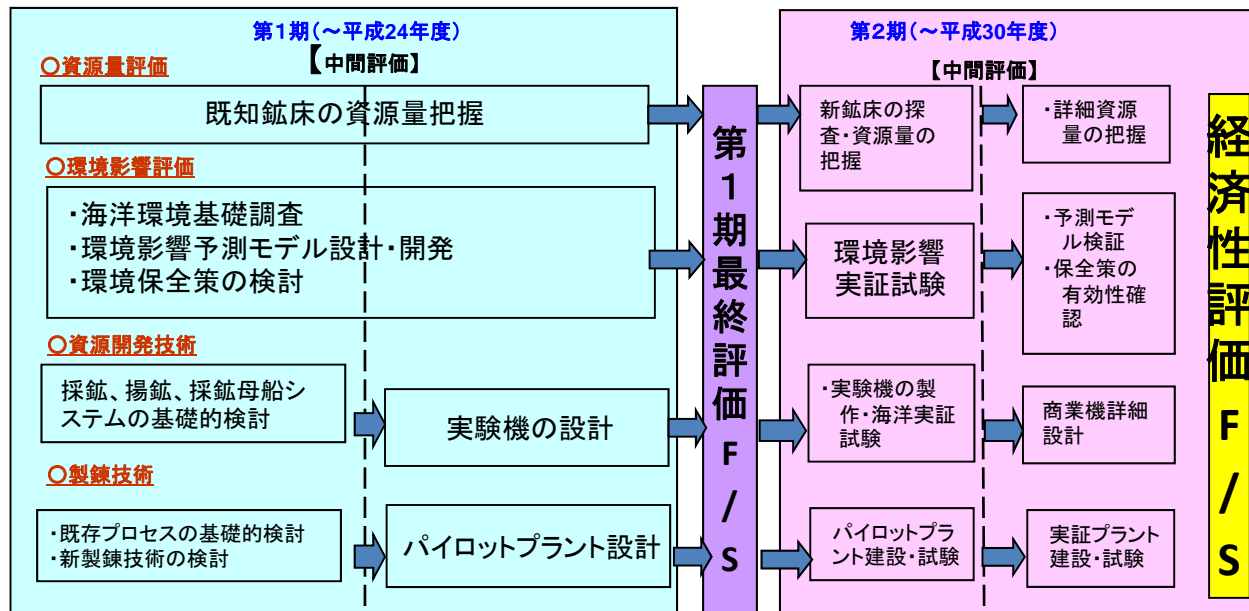 第1期(～平成24年度)
【中間評価】
○資源量評価
既知鉱床の資源量把握
○環境影響評価
・海洋環境基礎調査
・環境影響予測モデル設計・開発
・環境保全策の検討
○資源開発技術
採鉱、揚鉱、採鉱母船シ
ステムの基礎的検討
実験機の設計
○製錬技術
・既存プロセスの基礎的検討
・新製錬技術の検討
パイロットプラント設計
第1期最終評価F/S
第2期(～平成30年度)
【中間評価】
新鉱床の探
査・資源量の
把握
・詳細資源
量の把握
環境影響
実証試験
・予測モデ
ル検証
・保全策の
有効性確
認
・実験機の製
作・海洋実証
試験
商業機詳細
設計
パイロットプラ
ント建設・試験
実証プラント
建設・試験
経済性評価F/S